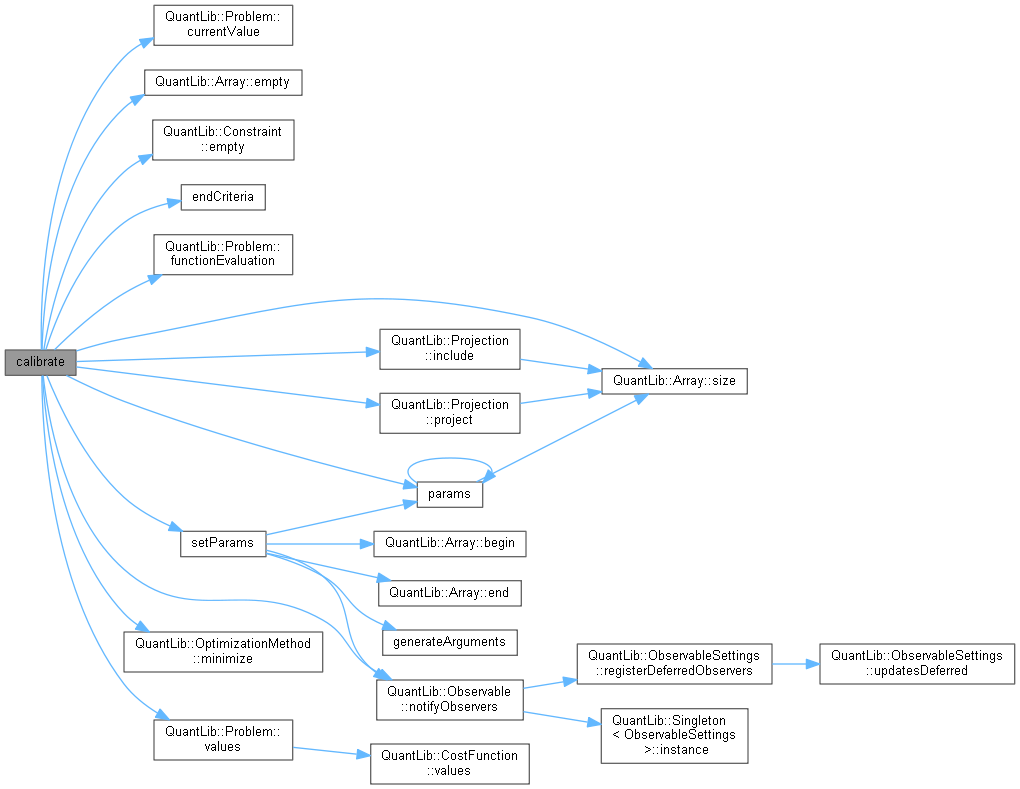 QuantLib::Problem::
currentValue
QuantLib::Array::empty
QuantLib::Constraint
::empty
endCriteria
QuantLib::Problem::
functionEvaluation
calibrate
QuantLib::Projection
::include
QuantLib::Array::size
QuantLib::Projection
::project
params
setParams
QuantLib::Array::begin
QuantLib::Array::end
generateArguments
QuantLib::OptimizationMethod
::minimize
QuantLib::Observable
::notifyObservers
QuantLib::ObservableSettings
::registerDeferredObservers
QuantLib::ObservableSettings
::updatesDeferred
QuantLib::Singleton
< ObservableSettings
>::instance
QuantLib::Problem::
values
QuantLib::CostFunction
::values